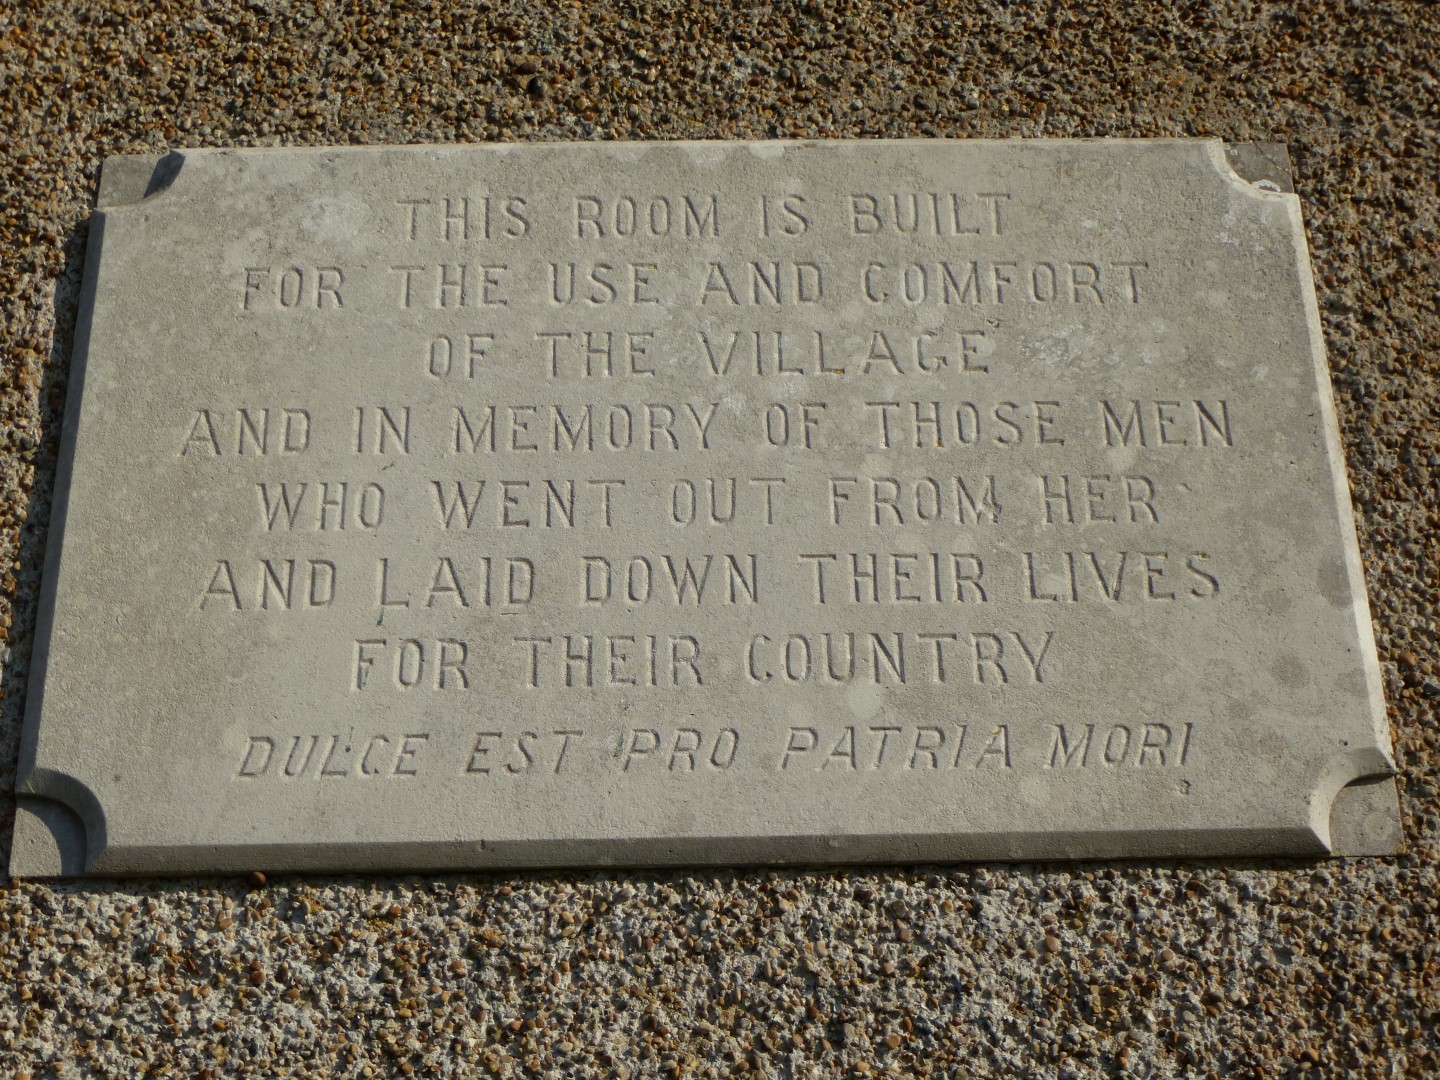 THIS ROOM IS BUILT
FOR THE USE AND COMFORT
OF THE VILLAGE
AND IN MEMORY OF THOSE MEN
WHO WENT OUT FROM HER
AND LAID DOWN THEIR LIVES
FOR THEIR COUNTRY
DULCE EST PRO PATRIA MORI